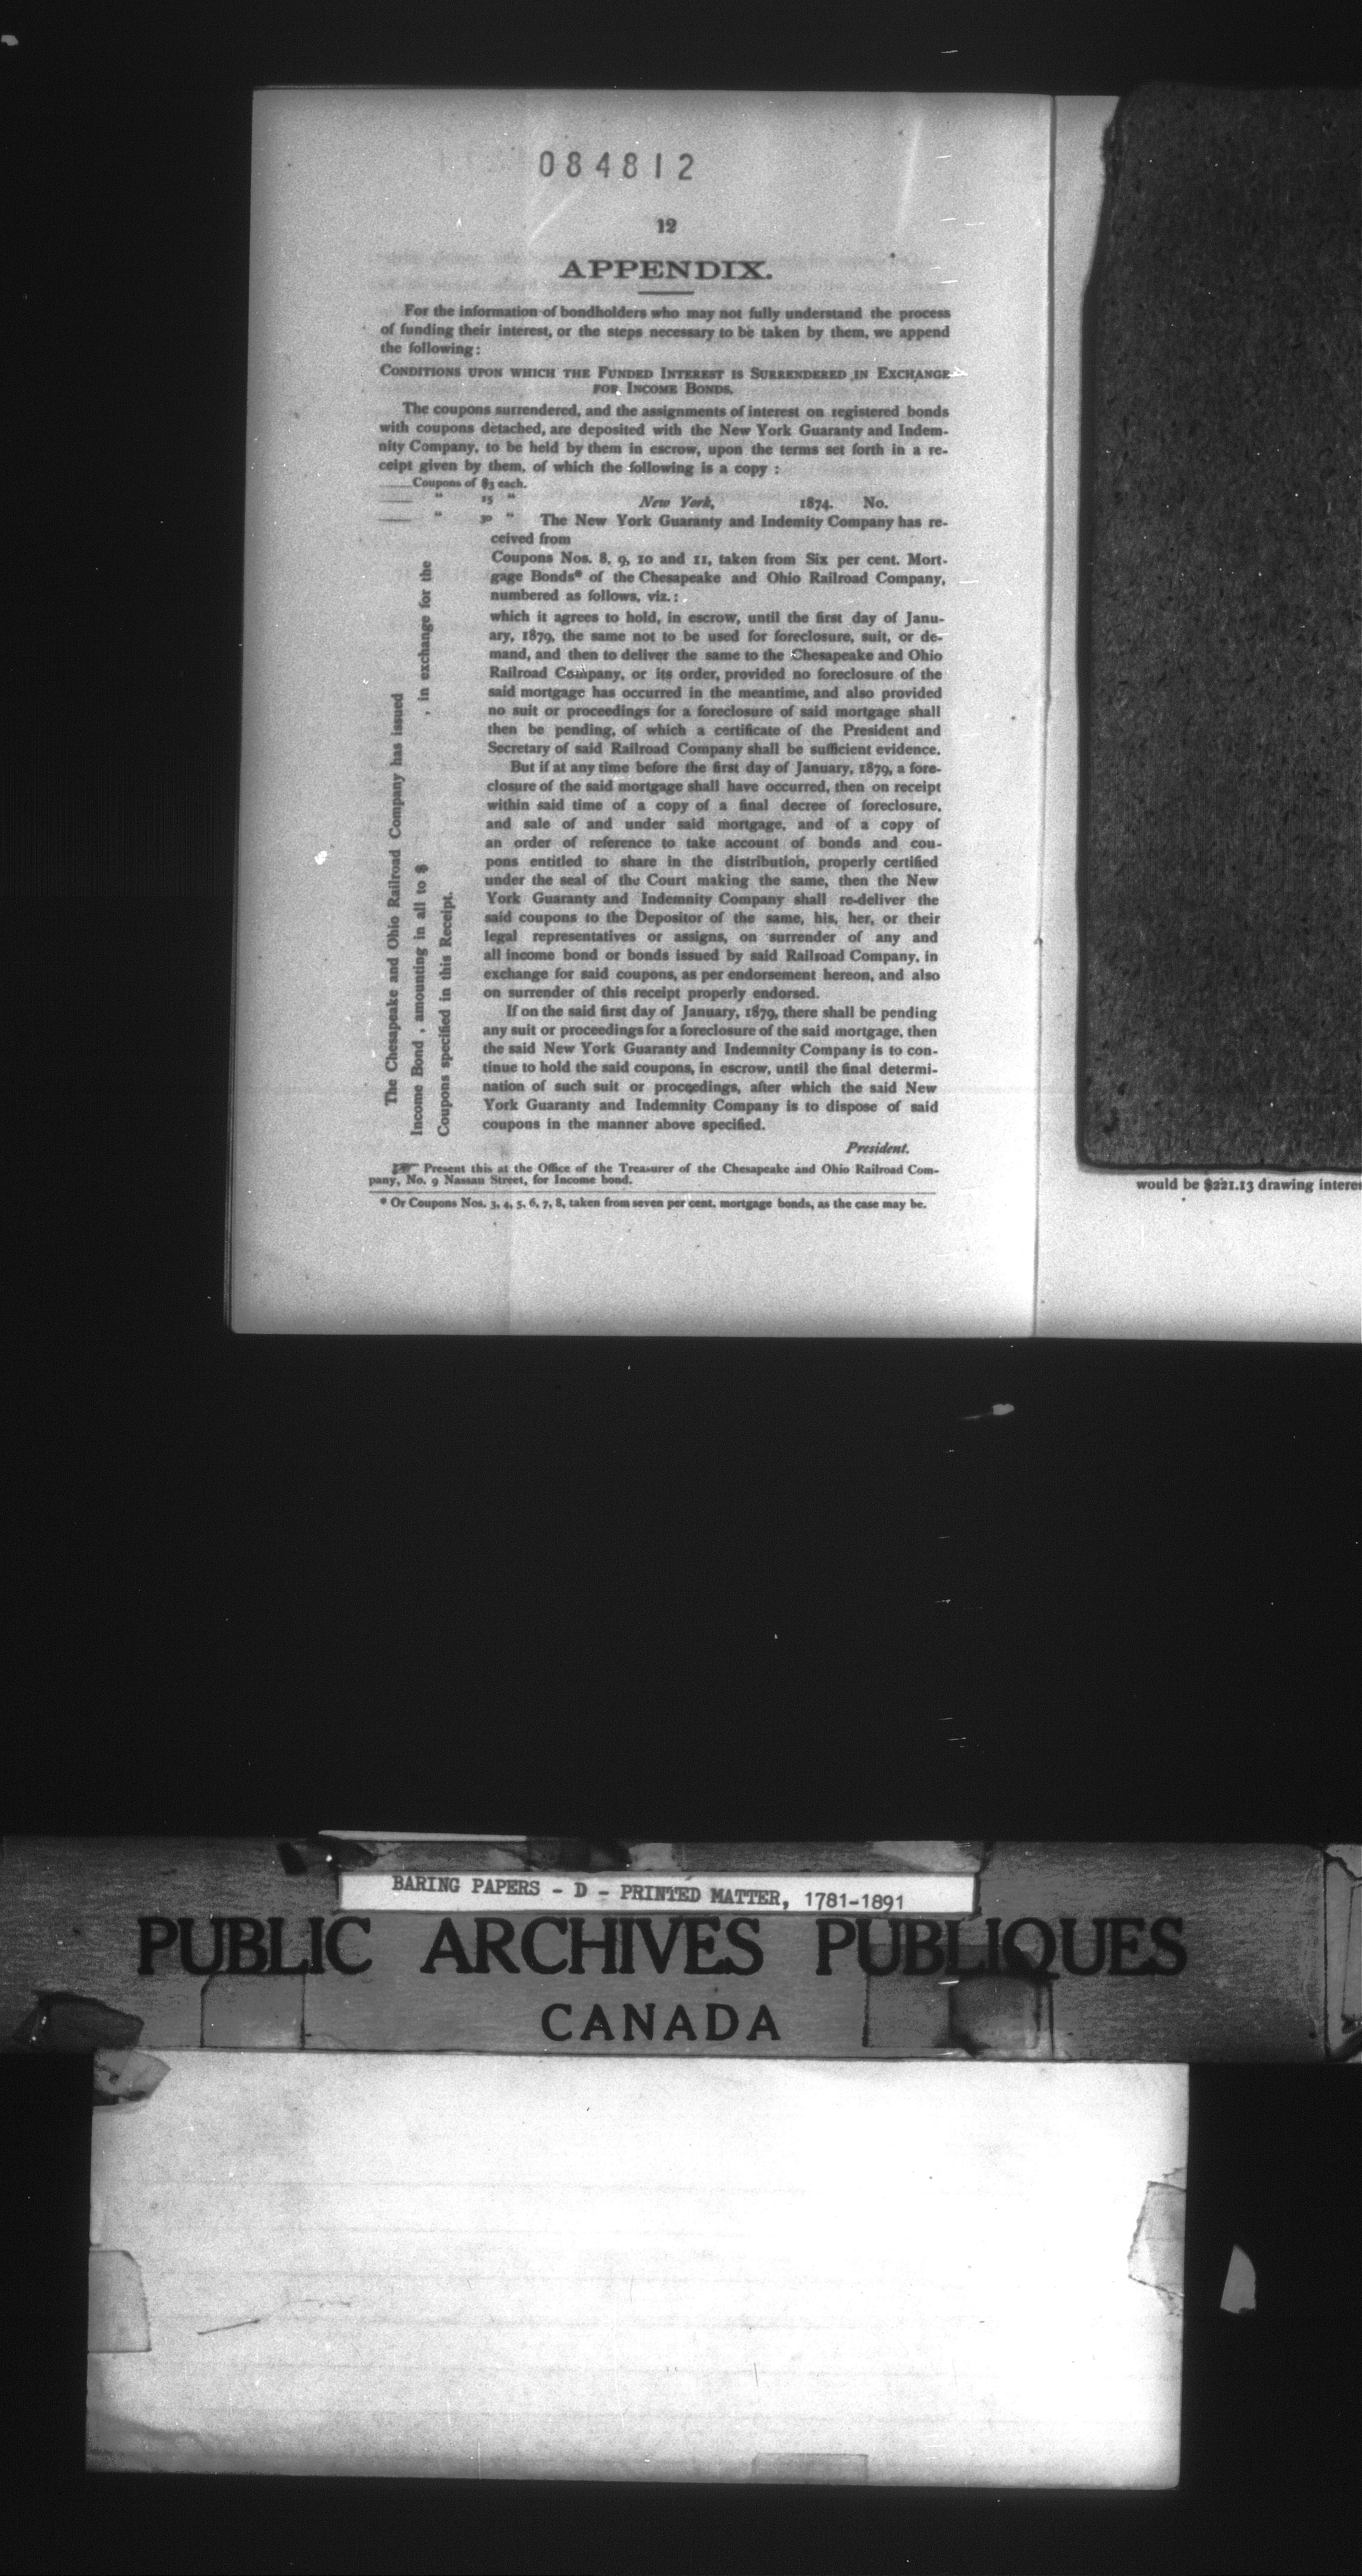 084812
12
APPENDIX.
For the information of bondholders who may not fully understand the process
of funding their interest, or the steps necessary to be taken by them, we append
the following:
CONDITIONS UPON WHICH THE FUNDED INTEREST IS SURRENDERED IN EXCHANGE
FOR INCOME BONDS.
The coupons surrendered, and the assignments of interest on registered bonds
with coupons detached, are deposited with the New York Guaranty and Indem-
nity Company, to be held by them in escrow, upon the terms set forth in a re-
ceipt given by them, of which the following is a copy :
Coupons of $3 each.
" 15 " New York, 1874. No.
" 30 " The New York Guaranty and Indemity Company has re-
ceived from
Coupons Nos. 8, 9, 10 and 11, taken from Six per cent. Mort-
gage Bonds* of the Chesapeake and Ohio Railroad Company,
numbered as follows, viz.:
which it agrees to hold, in escrow, until the first day of Janu-
ary, 1879, the same not to be used for foreclosure, suit, or de-
mand, and then to deliver the same to the Chesapeake and Ohio
Railroad Company, or its order, provided no foreclosure of the
said mortgage has occurred in the meantime, and also provided
no suit or proceedings for a foreclosure of said mortgage shall
then be pending, of which a certificate of the President and
Secretary of said Railroad Company shall be sufficient evidence.
But if at any time before the first day of January, 1879, a fore-
closure of the said mortgage shall have occurred, then on receipt
within said time of a copy of a final decree of foreclosure,
and sale of and under said mortgage, and of a copy of
an order of reference to take account of bonds and cou-
pons entitled to share in the distribution, properly certified
under the seal of the Court making the same, then the New
York Guaranty and Indemnity Company shall re-deliver the
said coupons to the Depositor of the same, his, her, or their
legal representatives or assigns, on surrender of any and
all income bond or bonds issued by said Railroad Company, in
exchange for said coupons, as per endorsement hereon, and also
on surrender of this receipt properly endorsed.
If on the said first day of January, 1879, there shall be pending
any suit or proceedings for a foreclosure of the said mortgage, then
the said New York Guaranty and Indemnity Company is to con-
tinue to hold the said coupons, in escrow, until the final determi-
nation of such suit or proceedings, after which the said New
York Guaranty and Indemnity Company is to dispose of said
coupons in the manner above specified.
President.
The Chesapeake and Ohio Railroad Company has issued
Income Bond , amounting in all to $ , in exchange for the
Coupons specified in this Receipt.
Present this at the Office of the Treasurer of the Chesapeake and Ohio Railroad Com-
pany, No. 9 Nassau Street, for Income bond.
* Or Coupons Nos. 3, 4, 5, 6, 7, 8, taken from seven per cent. mortgage bonds, as the case may be.
would be $221.13 drawing interes
BARING PAPERS - D - PRINTED MATTER, 1781-1891
PUBLIC ARCHIVES PUBLIQUES
CANADA